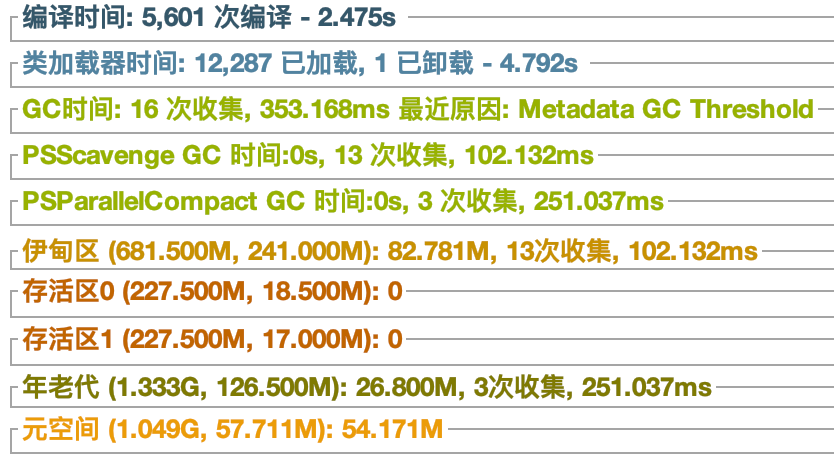 编译时间: 5,601 次编译 - 2.475s
类加载器时间: 12,287 已加载, 1 已卸载 - 4.792s
GC时间: 16 次收集, 353.168ms 最近原因: Metadata GC Threshold
PSScavenge GC 时间:0s, 13 次收集, 102.132ms
PSParallelCompact GC 时间:0s, 3 次收集, 251.037ms
伊甸区 (681.500M, 241.000M): 82.781M, 13次收集, 102.132ms
存活区0 (227.500M, 18.500M): 0
存活区1 (227.500M, 17.000M): 0
年老代 (1.333G, 126.500M): 26.800M, 3次收集, 251.037ms
元空间 (1.049G, 57.711M): 54.171M